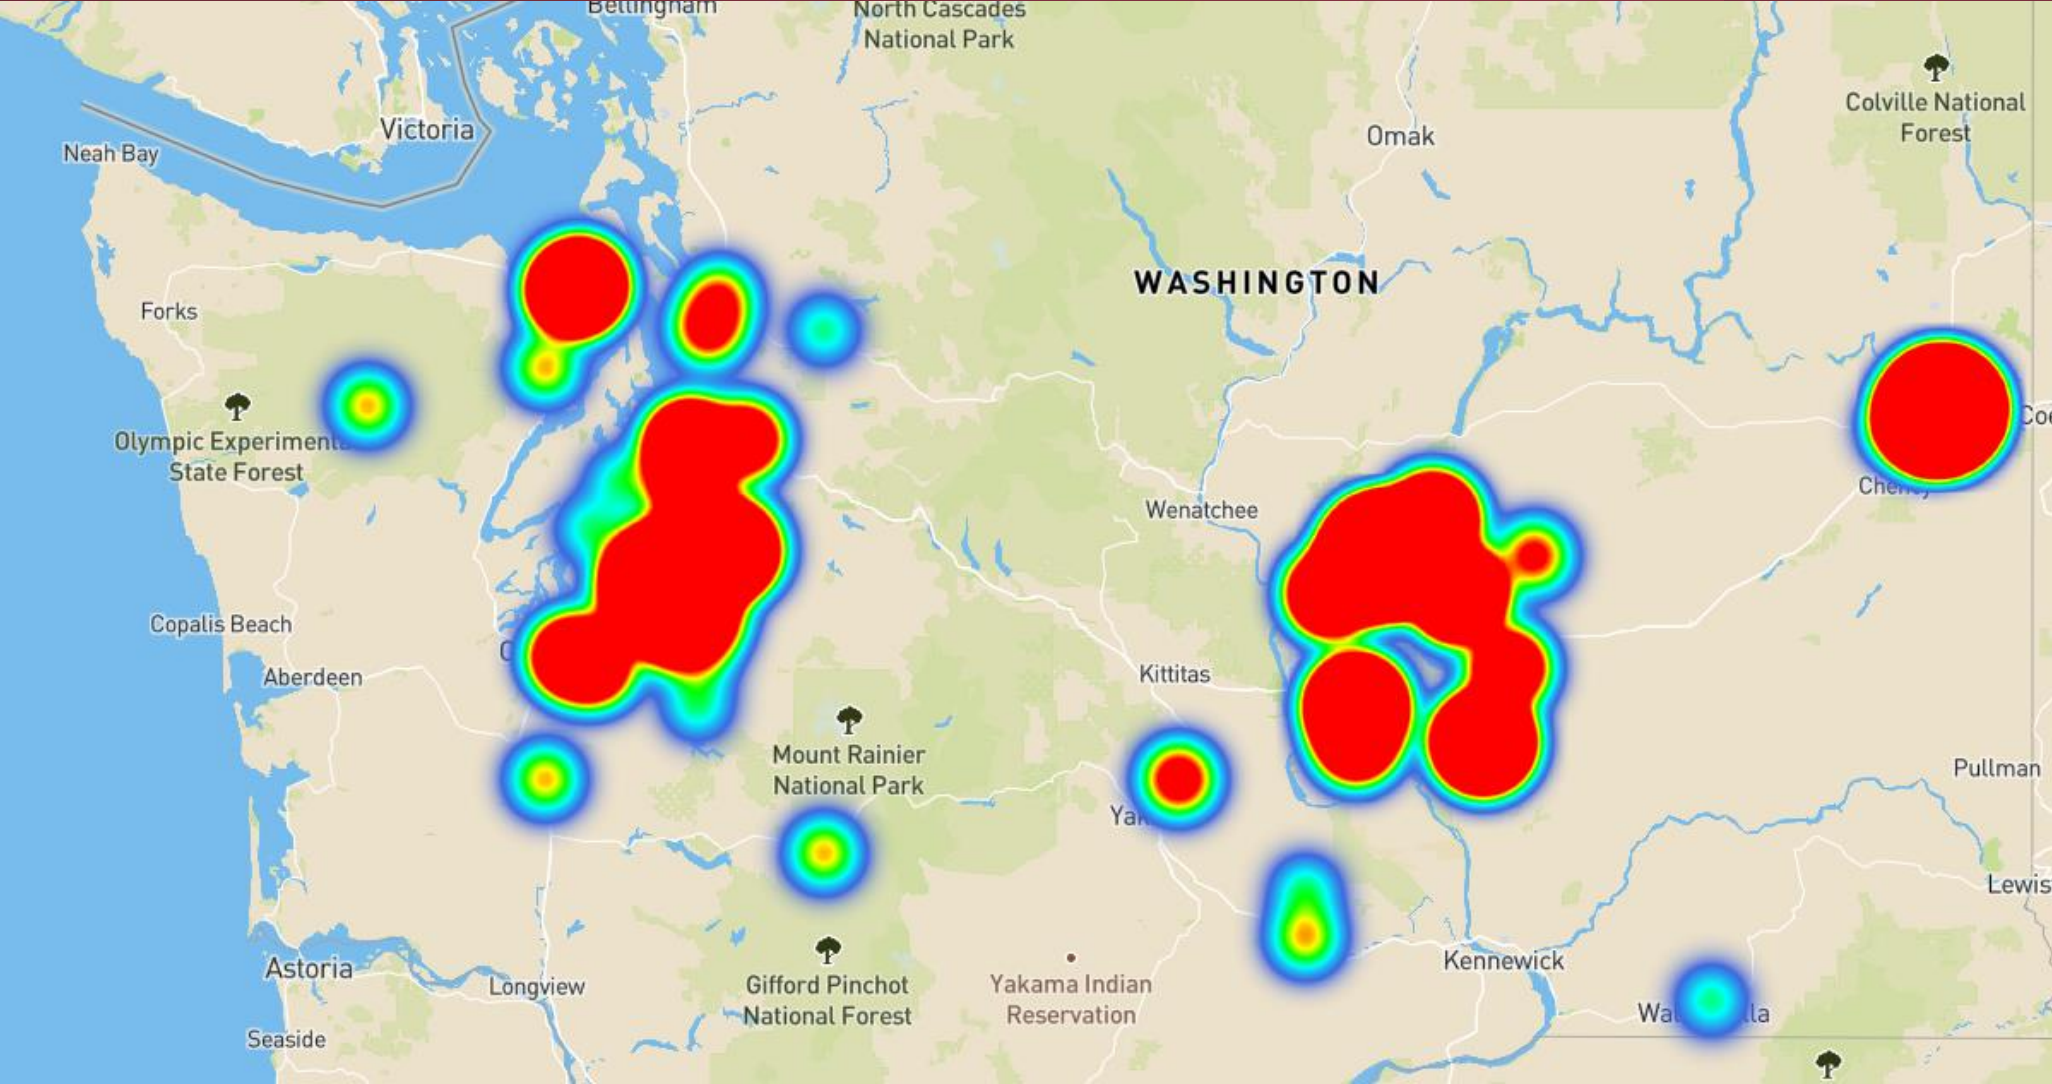 Bellingham
North Cascades
National Park
Colville National
Forest
Victoria
Omak
Neah Bay
WASHINGTON
Forks
Olympic Experiment
State Forest
Wenatchee
Copalis Beach
Aberdeen
Kittitas
Mount Rainier
National Park
Pullman
Lewis
Kennewick
Astoria
Longview
Gifford Pinchot
National Forest
Yakama Indian
Reservation
Seaside